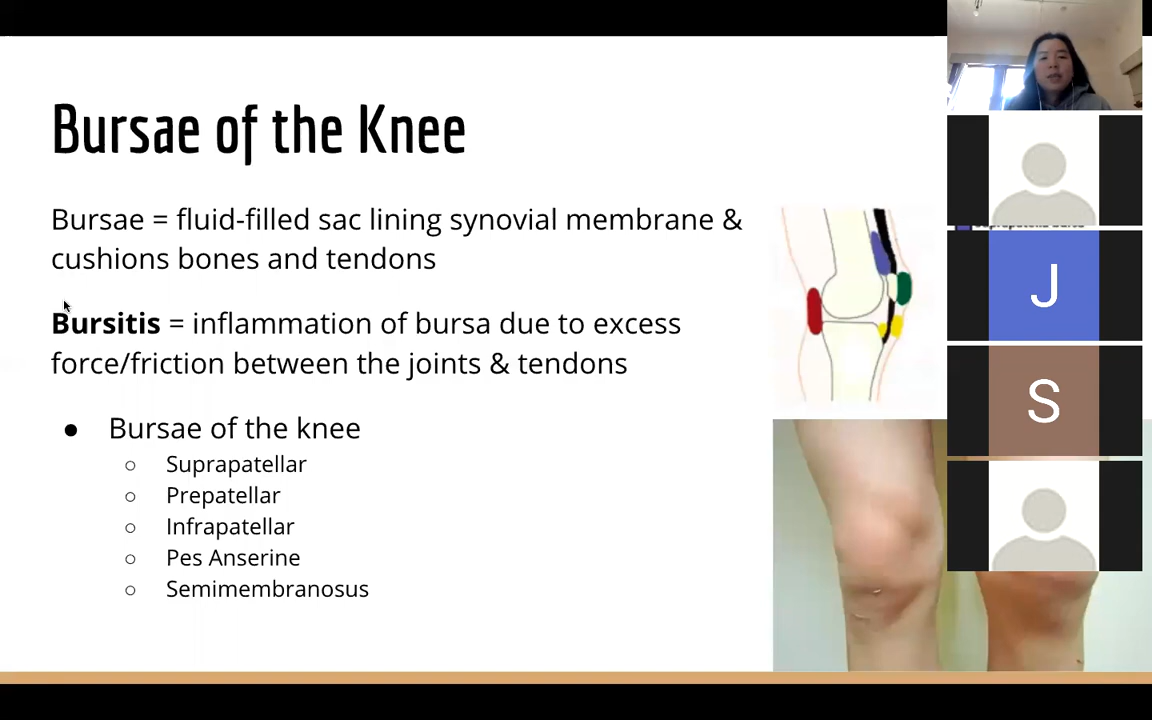 Bursae of the Knee
Bursae = fluid-filled sac lining synovial membrane &
cushions bones and tendons
Bursitis = inflammation of bursa due to excess
force/friction between the joints & tendons
● Bursae of the knee
○ Suprapatellar
○ Prepatellar
○ Infrapatellar
○ Pes Anserine
○ Semimembranosus
J
S